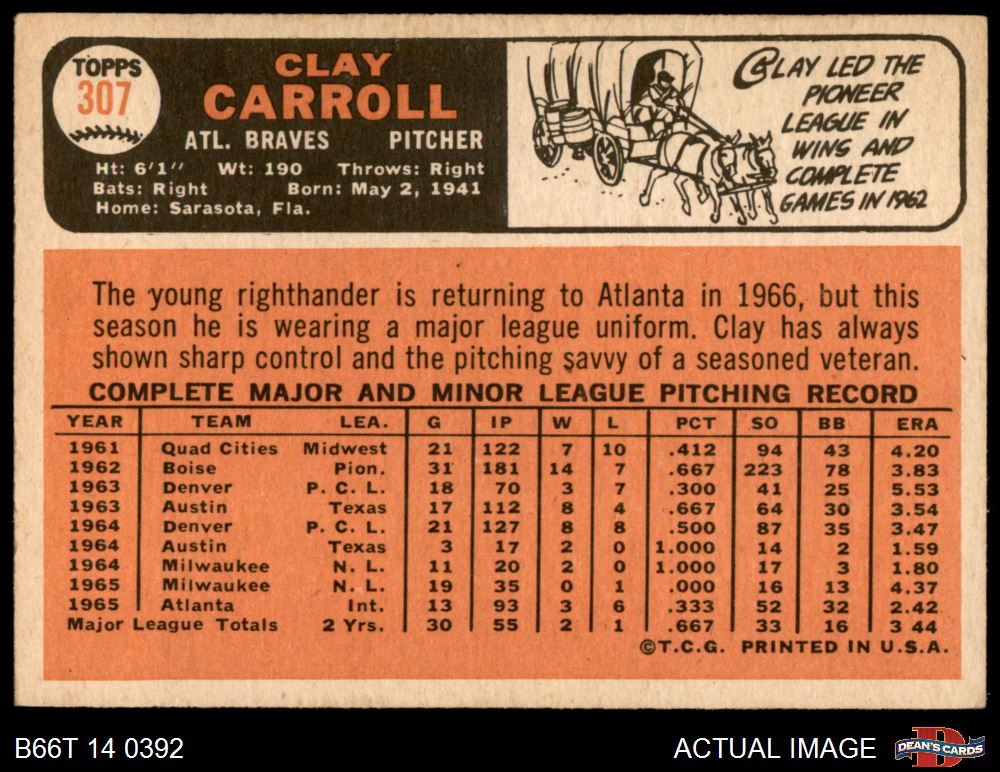 TOPPS
307
CLAY
CARROLL
ATL. BRAVES PITCHER
Ht: 6'1" Wt: 190 Throws: Right
Bats: Right Born: May 2, 1941
Home: Sarasota, Fla.
CLAY LED THE
PIONEER
LEAGUE IN
WINS AND
COMPLETE
GAMES IN 1962
The young righthander is returning to Atlanta in 1966, but this
season he is wearing a major league uniform. Clay has always
shown sharp control and the pitching savvy of a seasoned veteran.
COMPLETE MAJOR AND MINOR LEAGUE PITCHING RECORD
YEAR TEAM LEA. G IP W L PCT SO BB ERA
1961 Quad Cities Midwest 21 122 7 10 .412 94 43 4.20
1962 Boise Pion. 31 181 14 7 .667 223 78 3.83
1963 Denver P. C. L. 18 70 3 7 .300 41 25 5.53
1963 Austin Texas 17 112 8 4 .667 64 30 3.54
1964 Denver P. C. L. 21 127 8 8 .500 87 35 3.47
1964 Austin Texas 3 17 2 0 1.000 14 2 1.59
1964 Milwaukee N. L. 11 20 2 0 1.000 17 3 1.80
1965 Milwaukee N. L. 19 35 0 1 .000 16 13 4.37
1965 Atlanta Int. 13 93 3 6 .333 52 32 2.42
Major League Totals 2 Yrs. 30 55 2 1 .667 33 16 3 44
©T.C.G. PRINTED IN U.S.A.
B66T 14 0392 ACTUAL IMAGE DEAN'S CARDS